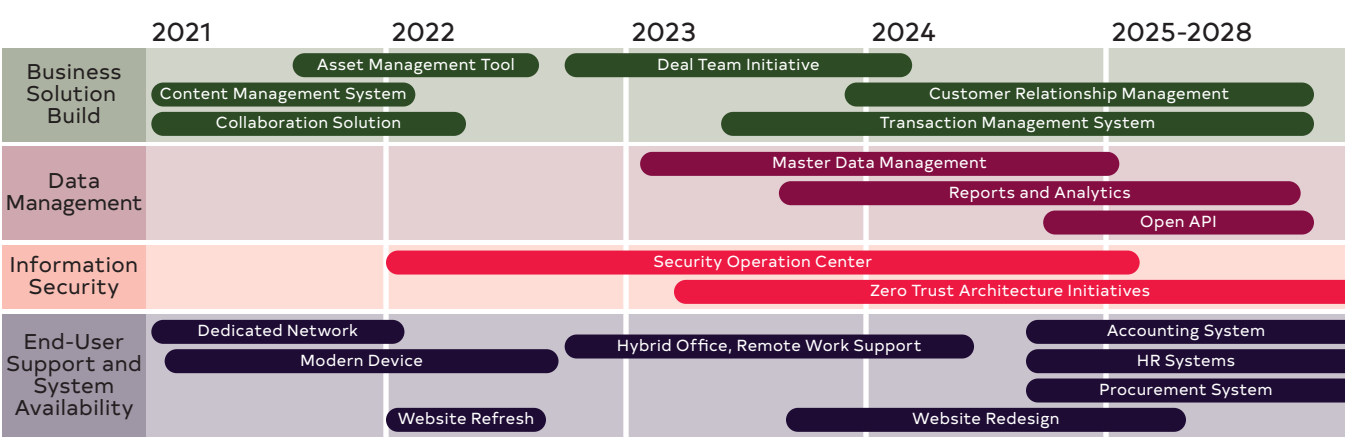 2021 2022 2023 2024 2025-2028
Business
Solution
Build
Asset Management Tool
Deal Team Initiative
Content Management System
Customer Relationship Management
Collaboration Solution
Transaction Management System
Data
Management
Master Data Management
Reports and Analytics
Open API
Information
Security
Security Operation Center
Zero Trust Architecture Initiatives
End-User
Support and
System
Availability
Dedicated Network
Hybrid Office, Remote Work Support
Accounting System
Modern Device
HR Systems
Procurement System
Website Refresh
Website Redesign